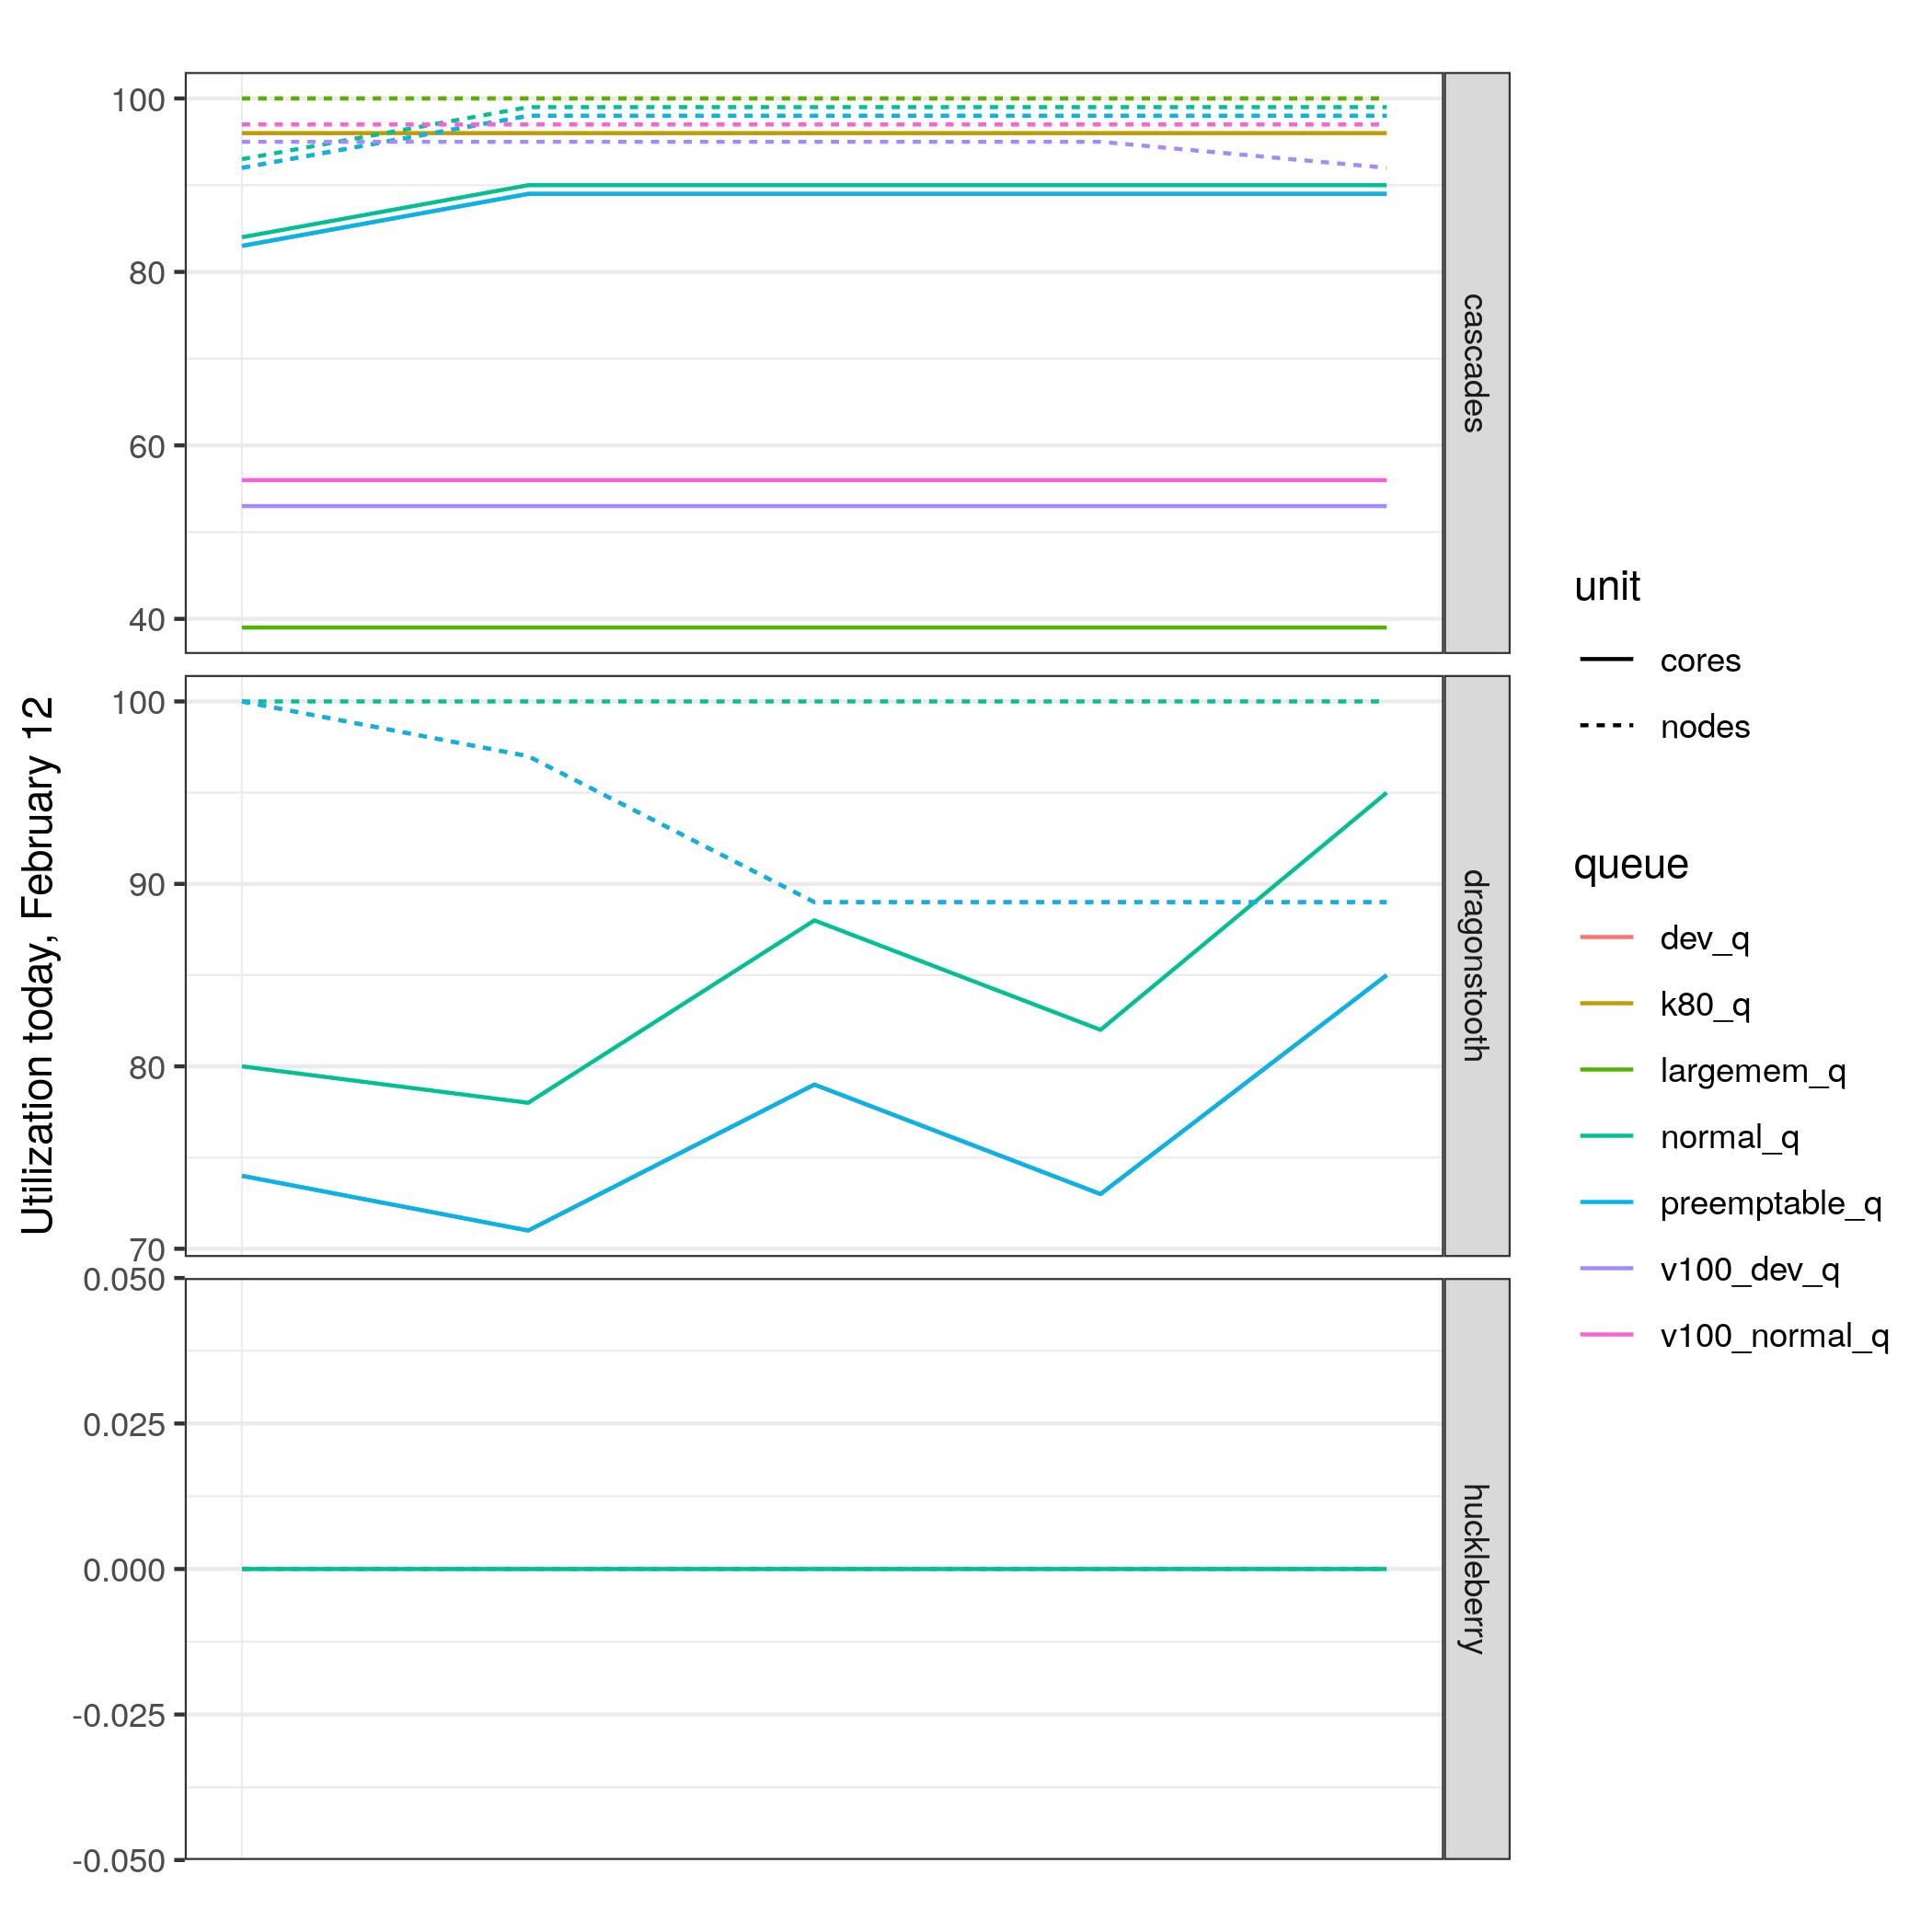 Utilization today, February 12
100
80
60
40
cascades
100
90
80
70
dragonstooth
0.050
0.025
0.000
-0.025
-0.050
huckleberry
unit
cores
nodes
queue
dev_q
k80_q
largemem_q
normal_q
preemptable_q
v100_dev_q
v100_normal_q